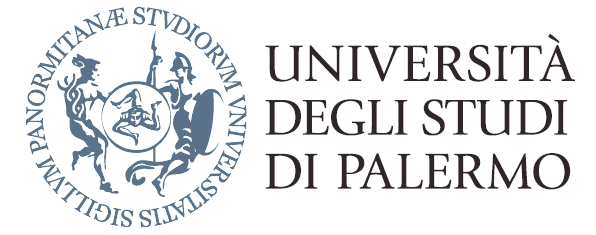 SIGILLVM PANORMITANÆ STVDIORVM VNIVERSITATIS
UNIVERSITÀ
DEGLI STUDI
DI PALERMO